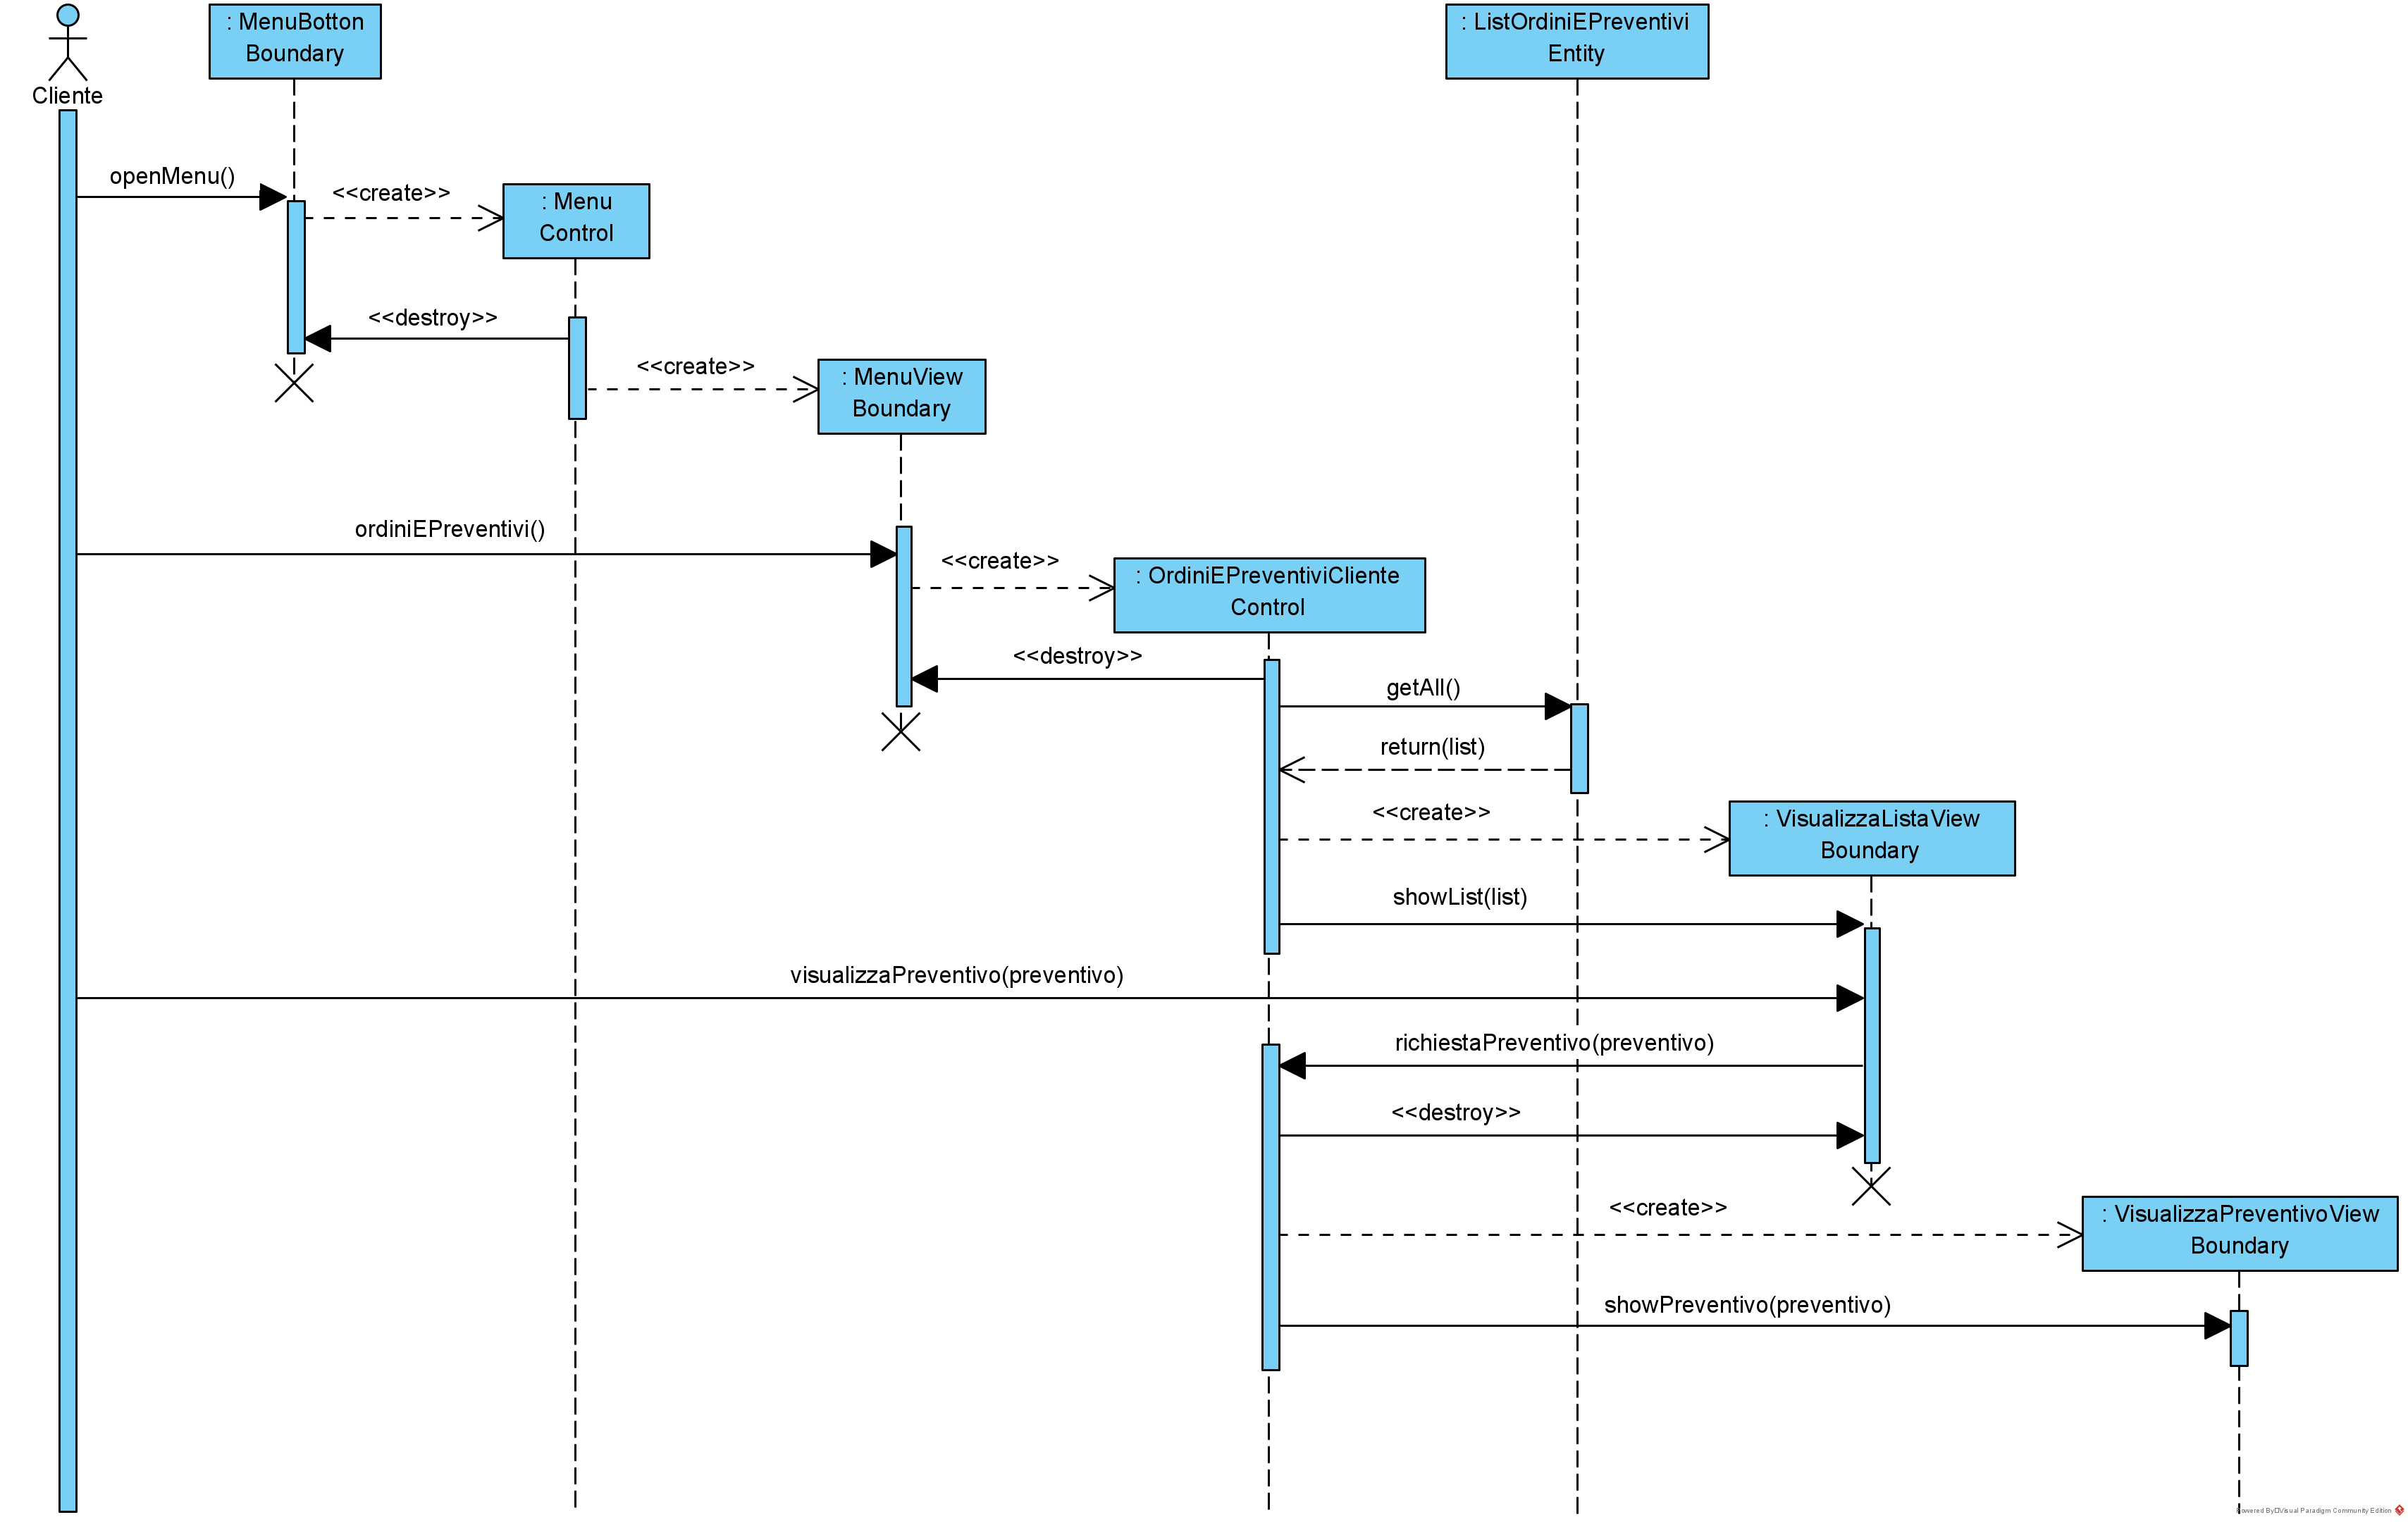 : MenuBotton
Boundary
: ListOrdiniEPreventivi
Entity
Cliente
openMenu()
<<create>>
: Menu
Control
<<destroy>>
<<create>>
: MenuView
Boundary
ordiniEPreventivi()
<<create>>
: OrdiniEPreventiviCliente
Control
<<destroy>>
getAll()
return(list)
<<create>>
: VisualizzaListaView
Boundary
showList(list)
visualizzaPreventivo(preventivo)
richiestaPreventivo(preventivo)
<<destroy>>
<<create>>
: VisualizzaPreventivoView
Boundary
showPreventivo(preventivo)
Powered By Visual Paradigm Community Edition